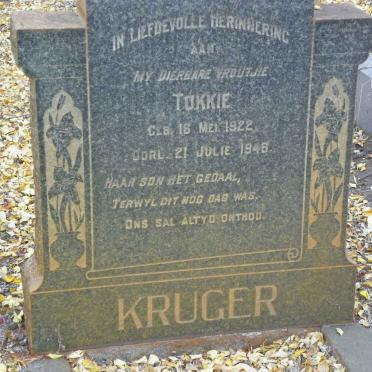 IN LIEFDEVOLLE HERINNERING
AAN
MY DIERBARE VROUTJIE
TOKKIE
GEB. 16 MEI. 1922.
OORL. 21 JULIE 1948.
HAAR SON HET GEDAAL,
TERWYL DIT NOG DAG WAS,
ONS SAL ALTYD ONTHOU.
KRUGER